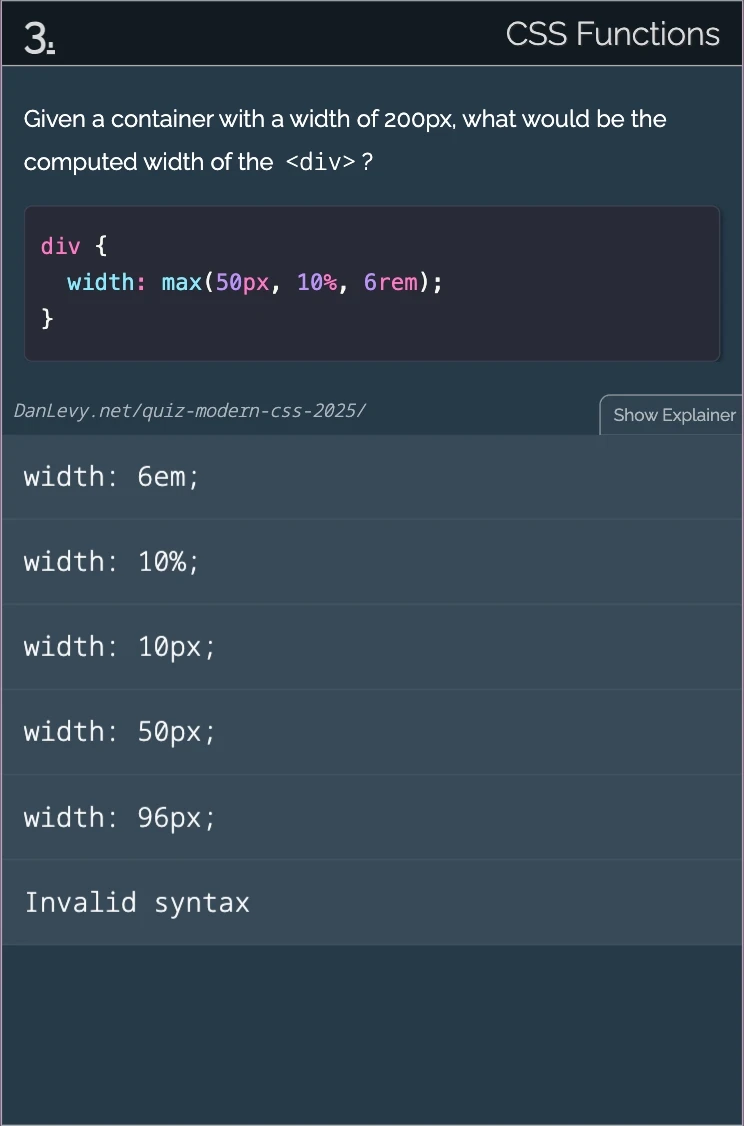 3.
CSS Functions
Given a container with a width of 200px, what would be the
computed width of the <div> ?
div {
  width: max(50px, 10%, 6rem);
}
DanLevy.net/quiz-modern-css-2025/
Show Explainer
width: 6em;
width: 10%;
width: 10px;
width: 50px;
width: 96px;
Invalid syntax